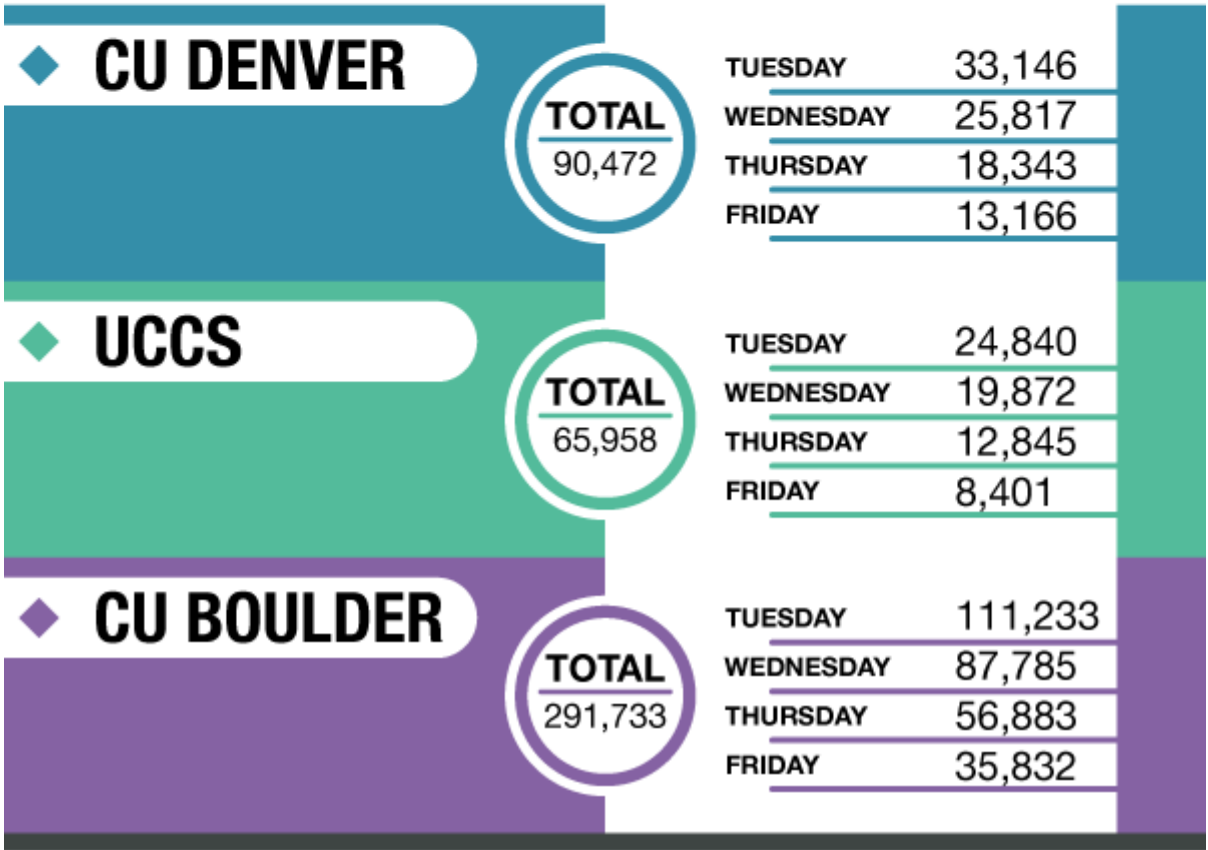 CU DENVER
TOTAL
90,472
TUESDAY 33,146
WEDNESDAY 25,817
THURSDAY 18,343
FRIDAY 13,166
UCCS
TOTAL
65,958
TUESDAY 24,840
WEDNESDAY 19,872
THURSDAY 12,845
FRIDAY 8,401
CU BOULDER
TOTAL
291,733
TUESDAY 111,233
WEDNESDAY 87,785
THURSDAY 56,883
FRIDAY 35,832